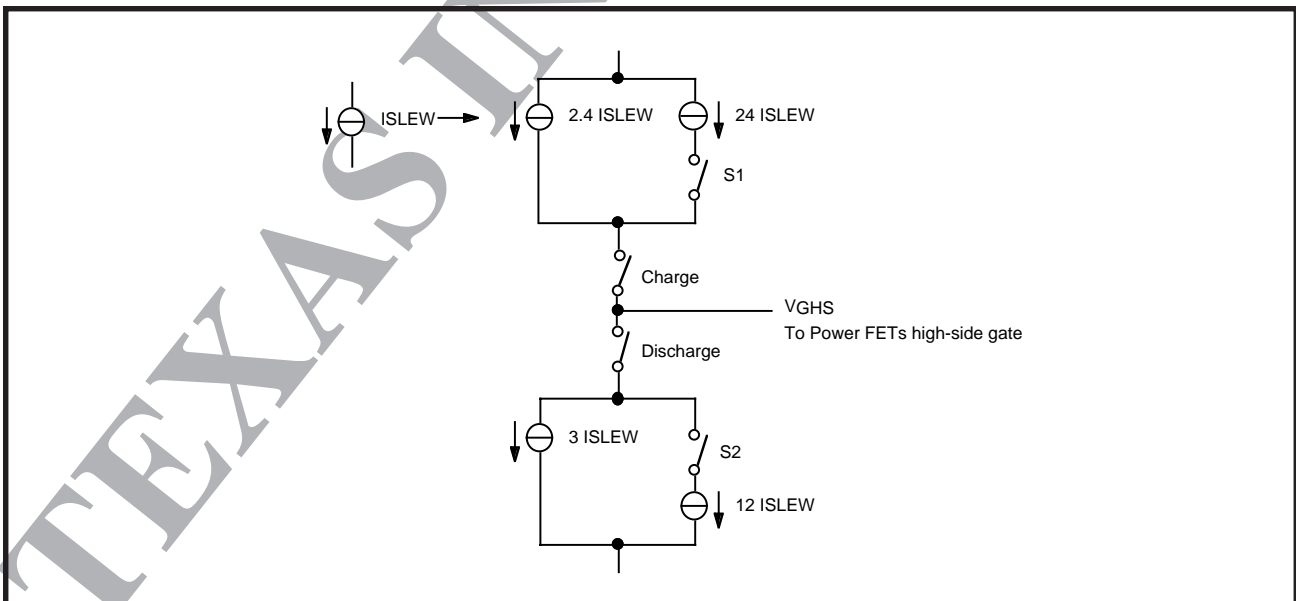 ISLEW
2.4 ISLEW
24 ISLEW
S1
Charge
VGHS
To Power FETs high-side gate
Discharge
3 ISLEW
S2
12 ISLEW
TEXAS IN